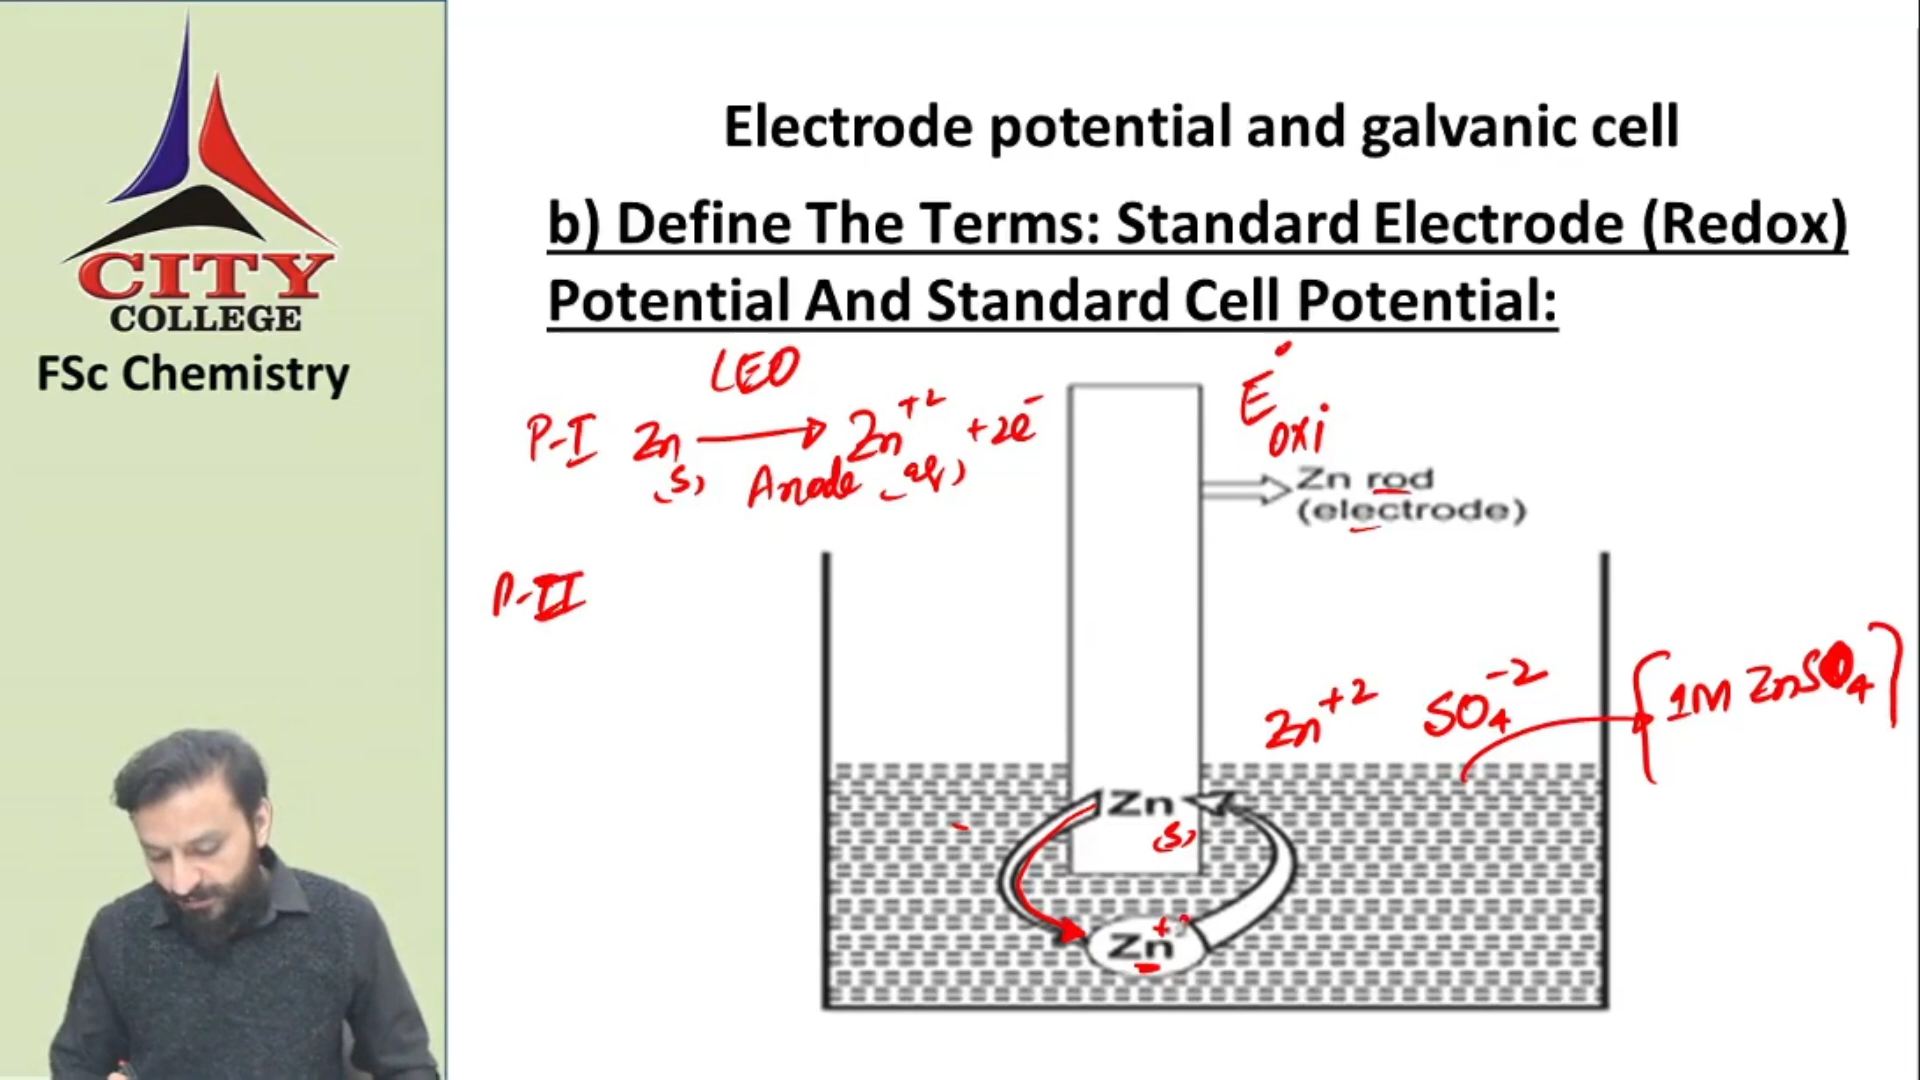 CITY
COLLEGE
FSc Chemistry
Electrode potential and galvanic cell
b) Define The Terms: Standard Electrode (Redox)
Potential And Standard Cell Potential:
LEO
P-I Zn(s) → Zn+2(aq) +2e-
Anode
E° oxi
Zn rod
(electrode)
P-II
Zn+2 SO4-2 [1M ZnSO4]
Zn
(s)
Zn+2